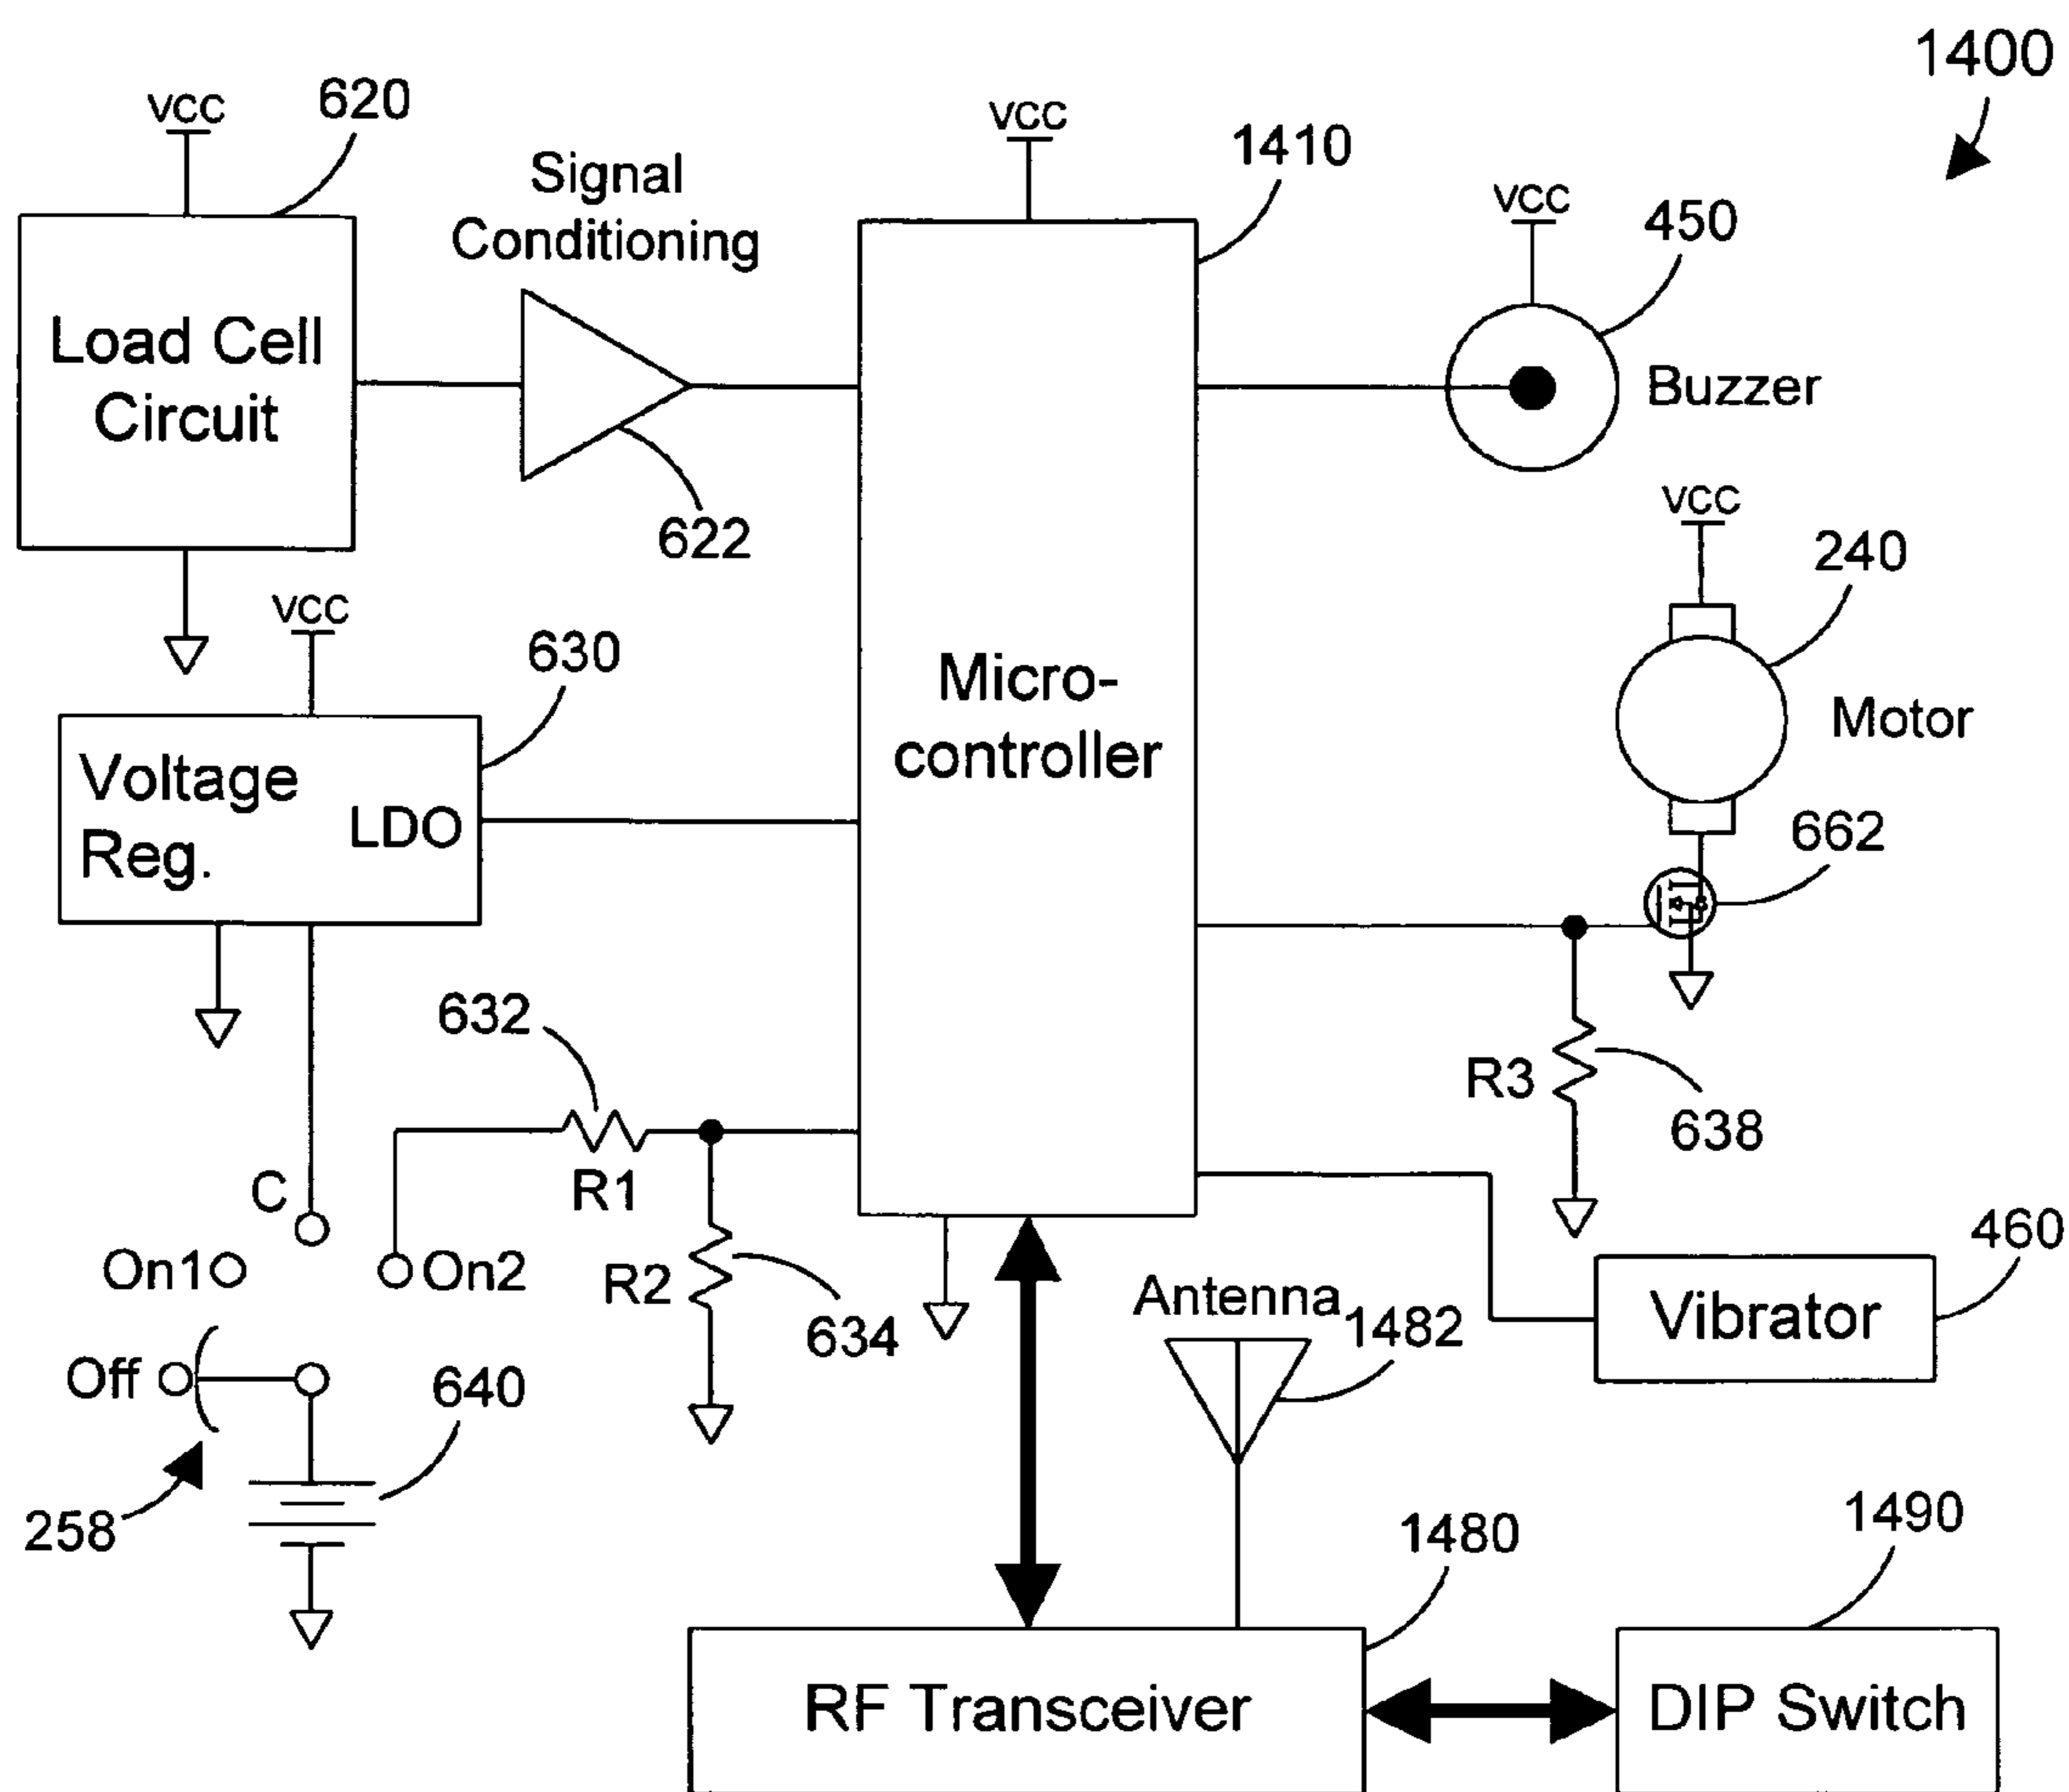 1400
VCC
620
VCC
1410
Signal
Conditioning
VCC
450
Load Cell
Circuit
Buzzer
622
VCC
240
VCC
630
Micro-
controller
Motor
Voltage
Reg.
LDO
662
632
R1
R3
638
C
On1
On2
R2
634
Antenna
1482
460
Vibrator
Off
640
258
1480
1490
RF Transceiver
DIP Switch